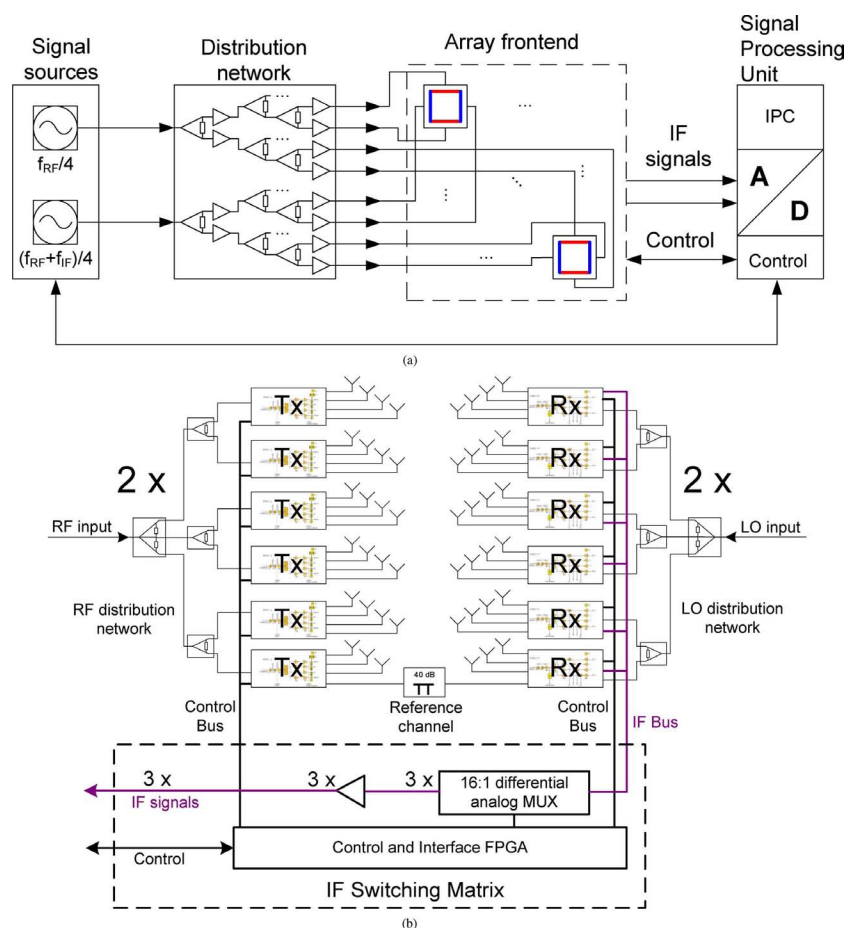 Signal
sources
Distribution
network
Array frontend
Signal
Processing
Unit
f_RF/4
(f_RF+f_IF)/4
IF
signals
Control
IPC
A
D
Control
(a)
Tx
Rx
Tx
Rx
2 x
2 x
Tx
Rx
RF input
LO input
Tx
Rx
RF distribution
network
LO distribution
network
Tx
Rx
Tx
40 dB
Rx
Control
Bus
Reference
channel
Control
Bus
IF Bus
3 x
3 x
3 x
16:1 differential
analog MUX
IF signals
Control
Control and Interface FPGA
IF Switching Matrix
(b)